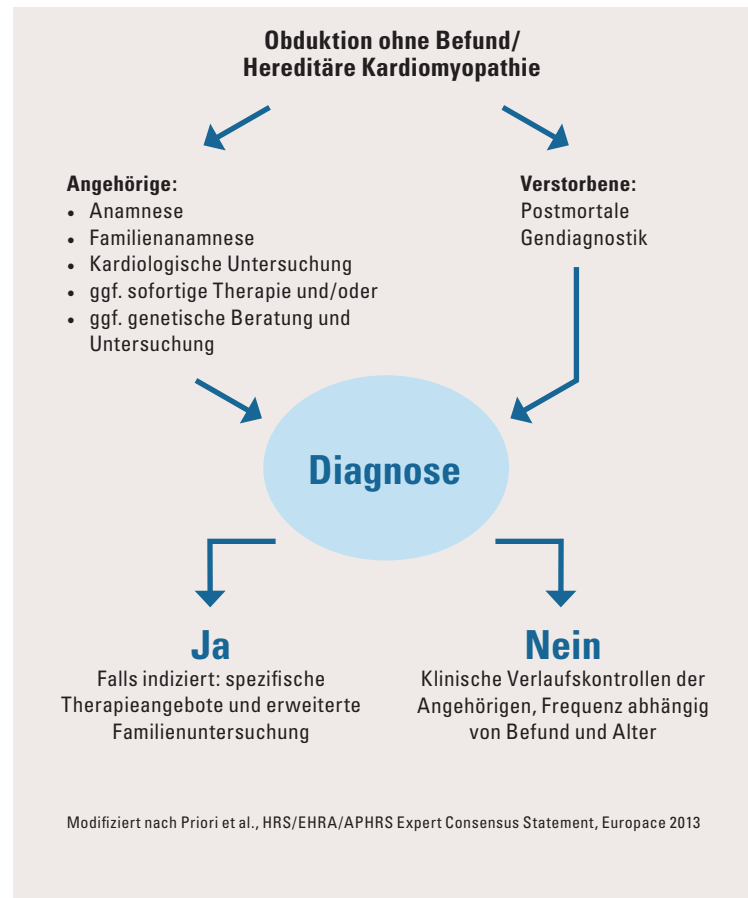 Obduktion ohne Befund/
Hereditäre Kardiomyopathie
Angehörige:
• Anamnese
• Familienanamnese
• Kardiologische Untersuchung
• ggf. sofortige Therapie und/oder
• ggf. genetische Beratung und
Untersuchung
Verstorbene:
Postmortale
Gendiagnostik
Diagnose
Ja
Falls indiziert: spezifische
Therapieangebote und erweiterte
Familienuntersuchung
Nein
Klinische Verlaufskontrollen der
Angehörigen, Frequenz abhängig
von Befund und Alter
Modifiziert nach Priori et al., HRS/EHRA/APHRS Expert Consensus Statement, Europace 2013